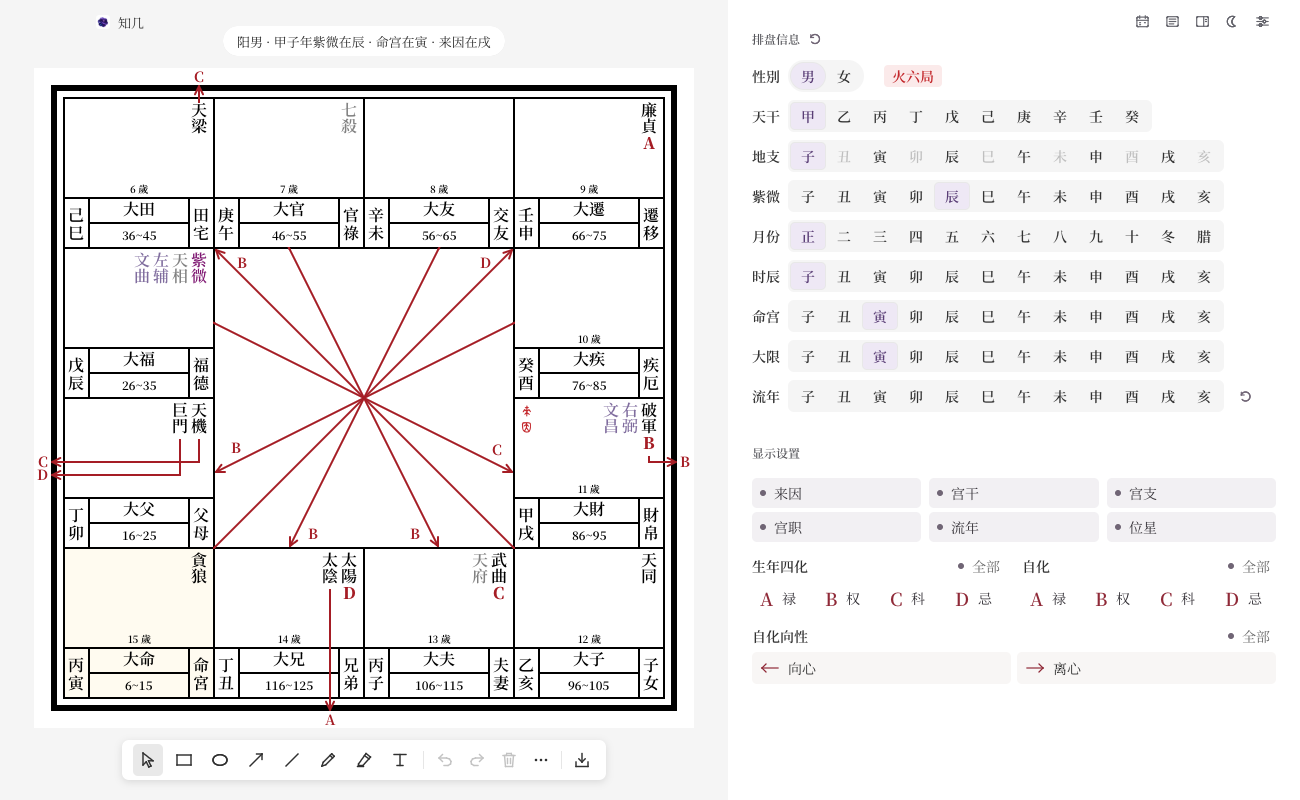 知几
阳男 · 甲子年紫微在辰 · 命宫在寅 · 来因在戌
C
天梁
6 歲
己巳
大田
36~45
田宅
七殺
7 歲
庚午
大官
46~55
官祿
8 歲
辛未
大友
56~65
交友
廉貞
A
9 歲
壬申
大遷
66~75
遷移
紫微
天相
左辅
文曲
戊辰
大福
26~35
福德
B
D
10 歲
癸酉
大疾
76~85
疾厄
天機
巨門
C
D
丁卯
大父
16~25
父母
B
C
B
B
破軍
B
右弼
文昌
B
11 歲
甲戌
大財
86~95
財帛
貪狼
15 歲
丙寅
大命
6~15
命宮
太陽
D
太陰
14 歲
丁丑
大兄
116~125
兄弟
A
武曲
C
天府
13 歲
丙子
大夫
106~115
夫妻
天同
12 歲
乙亥
大子
96~105
子女
排盘信息
性别 男 女 火六局
天干 甲 乙 丙 丁 戊 己 庚 辛 壬 癸
地支 子 丑 寅 卯 辰 巳 午 未 申 酉 戌 亥
紫微 子 丑 寅 卯 辰 巳 午 未 申 酉 戌 亥
月份 正 二 三 四 五 六 七 八 九 十 冬 腊
时辰 子 丑 寅 卯 辰 巳 午 未 申 酉 戌 亥
命宫 子 丑 寅 卯 辰 巳 午 未 申 酉 戌 亥
大限 子 丑 寅 卯 辰 巳 午 未 申 酉 戌 亥
流年 子 丑 寅 卯 辰 巳 午 未 申 酉 戌 亥
显示设置
来因 宫干 宫支
宫职 流年 位星
生年四化 全部 自化 全部
A 禄 B 权 C 科 D 忌 A 禄 B 权 C 科 D 忌
自化向性 全部
向心 离心